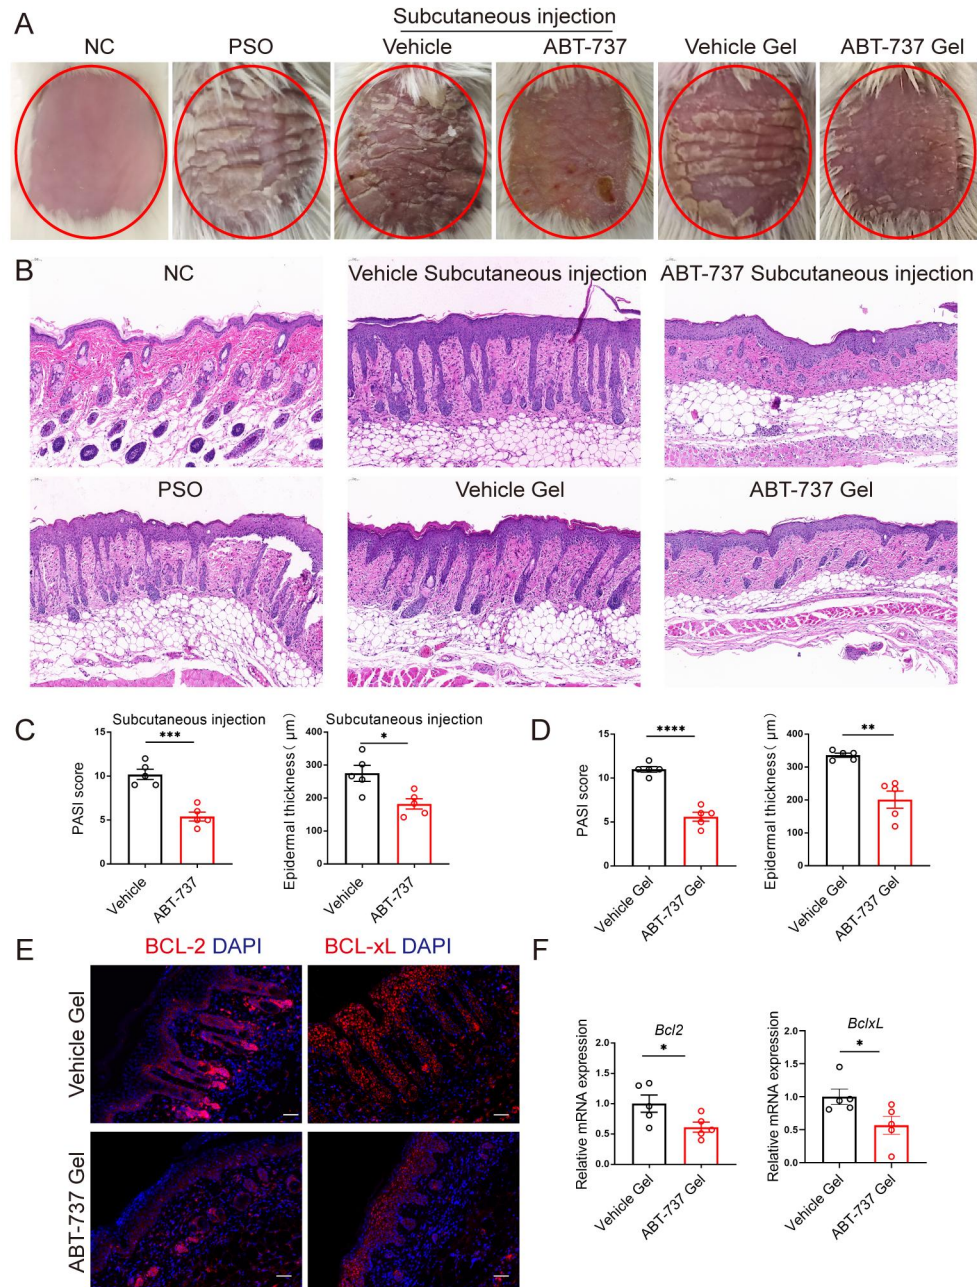 A
Subcutaneous injection
NC PSO Vehicle ABT-737 Vehicle Gel ABT-737 Gel
B
NC Vehicle Subcutaneous injection ABT-737 Subcutaneous injection
PSO Vehicle Gel ABT-737 Gel
C
Subcutaneous injection
***
PASI score
15
10
5
0
Vehicle
ABT-737
Subcutaneous injection
*
Epidermal thickness( μm)
400
300
200
100
0
Vehicle
ABT-737
D
****
PASI score
15
10
5
0
Vehicle Gel
ABT-737 Gel
**
Epidermal thickness( μm)
400
300
200
100
0
Vehicle Gel
ABT-737 Gel
E
BCL-2 DAPI BCL-xL DAPI
Vehicle Gel
ABT-737 Gel
F
Bcl2
*
Relative mRNA expression
2.0
1.5
1.0
0.5
0.0
Vehicle Gel
ABT-737 Gel
BclxL
*
Relative mRNA expression
2.0
1.5
1.0
0.5
0.0
Vehicle Gel
ABT-737 Gel